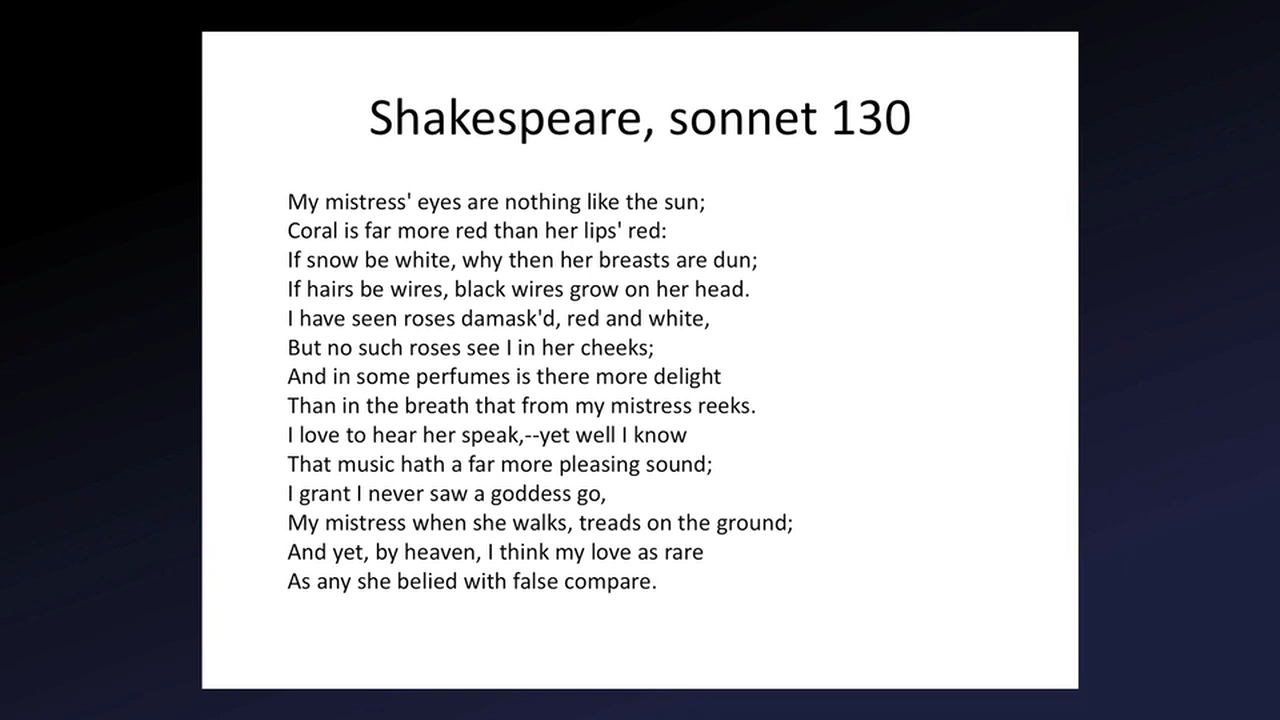 Shakespeare, sonnet 130
My mistress' eyes are nothing like the sun;
Coral is far more red than her lips' red:
If snow be white, why then her breasts are dun;
If hairs be wires, black wires grow on her head.
I have seen roses damask'd, red and white,
But no such roses see I in her cheeks;
And in some perfumes is there more delight
Than in the breath that from my mistress reeks.
I love to hear her speak,--yet well I know
That music hath a far more pleasing sound;
I grant I never saw a goddess go,
My mistress when she walks, treads on the ground;
And yet, by heaven, I think my love as rare
As any she belied with false compare.